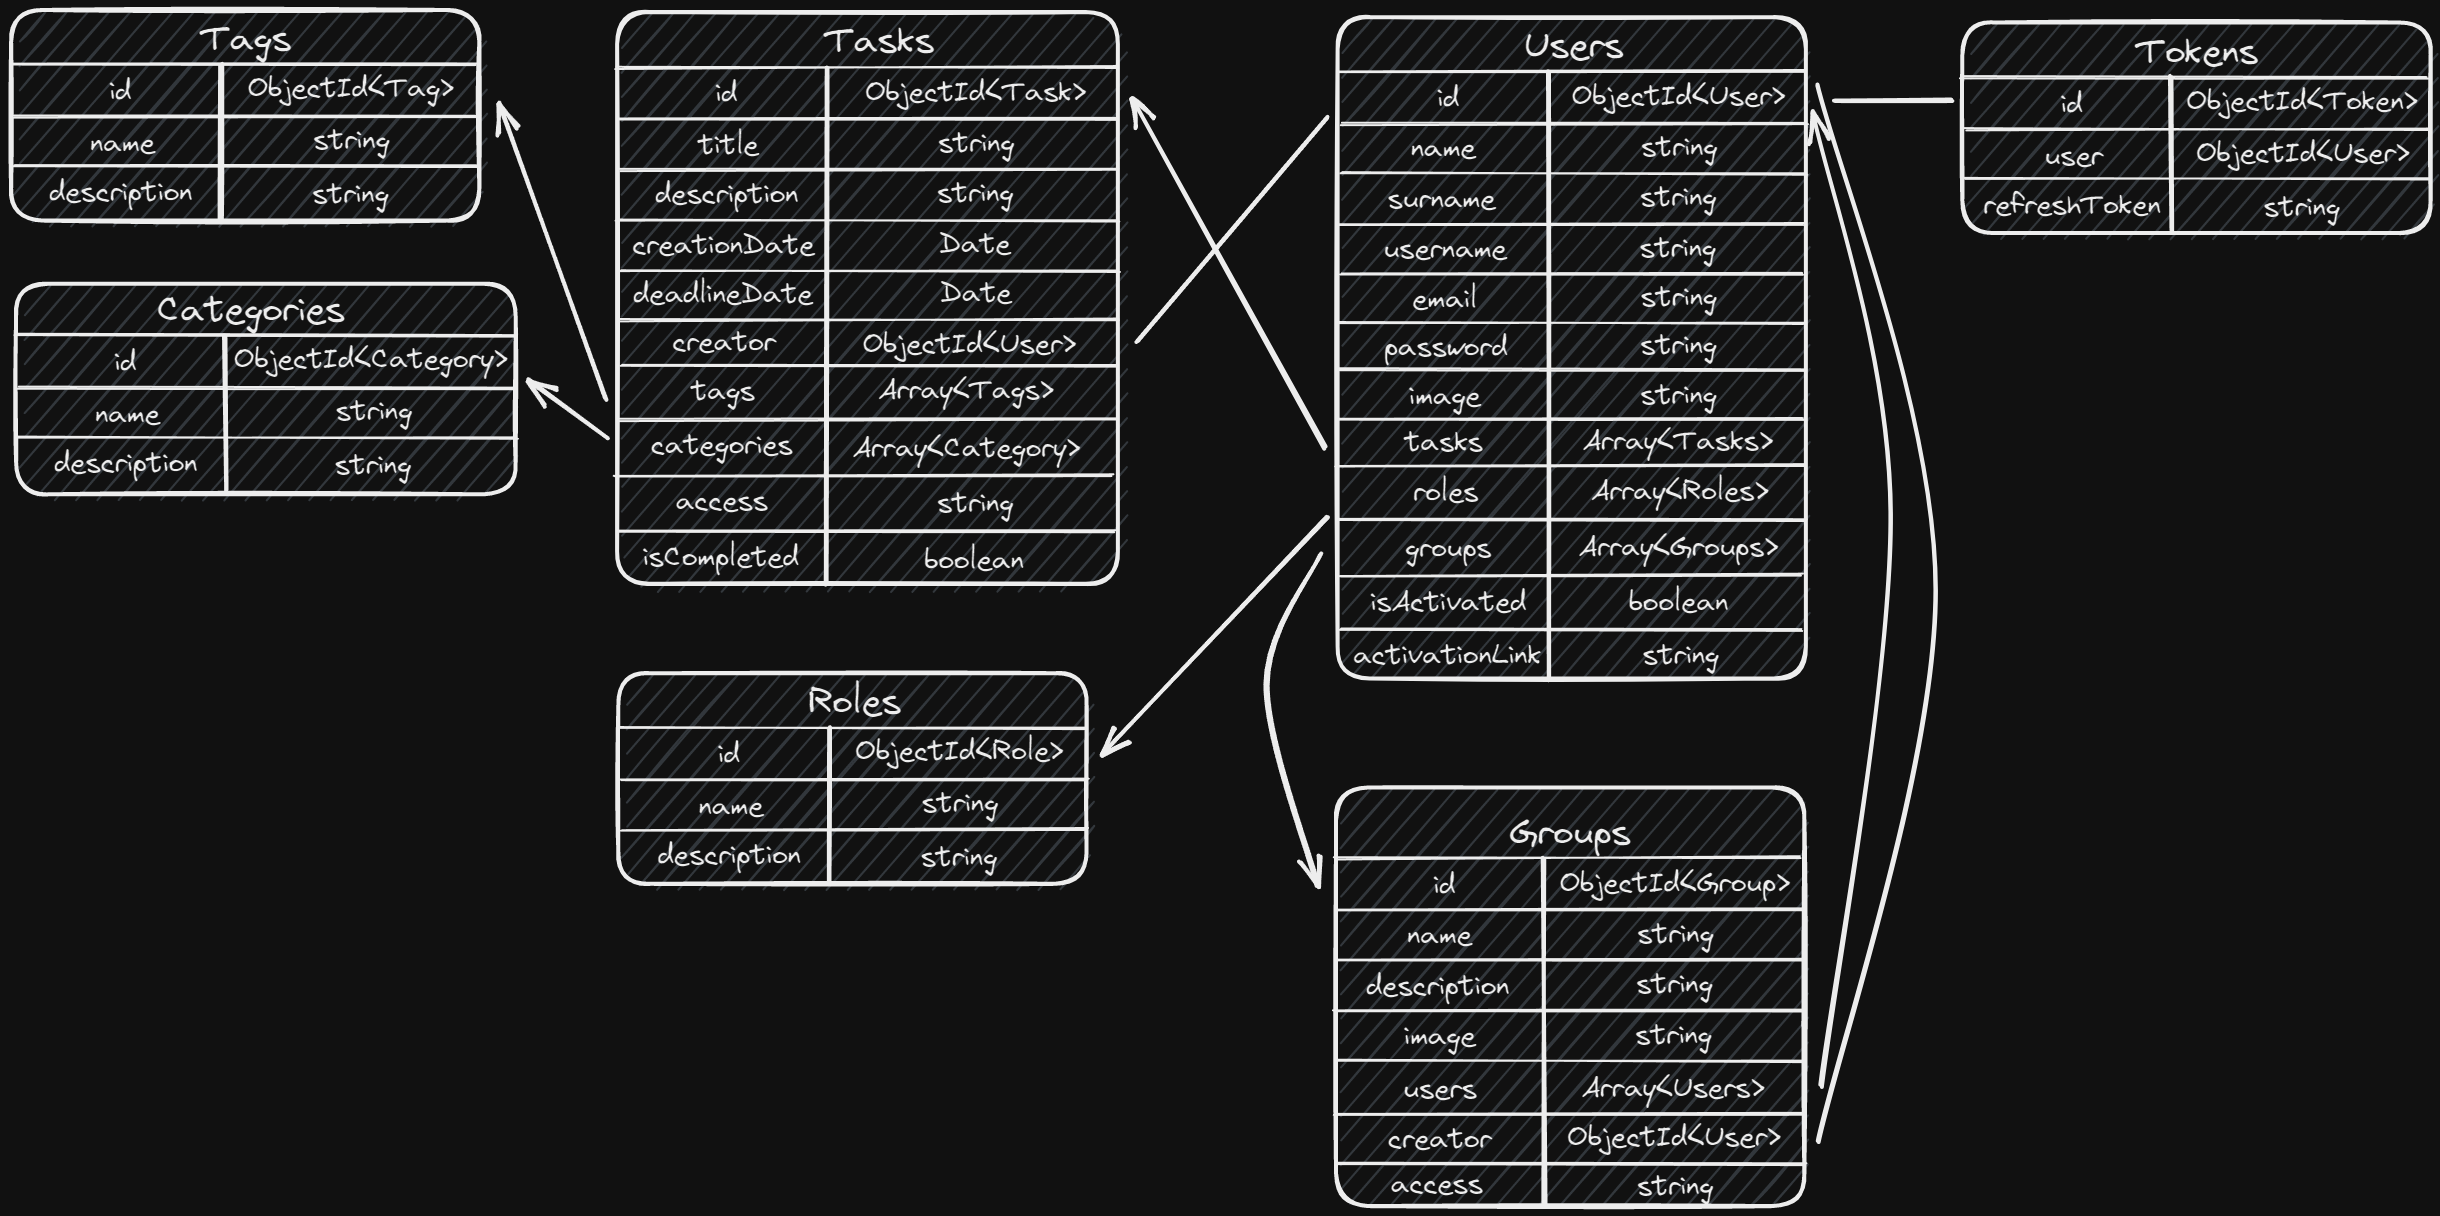 Tags
id ObjectId<Tag>
name string
description string
Categories
id ObjectId<Category>
name string
description string
Tasks
id ObjectId<Task>
title string
description string
creationDate Date
deadlineDate Date
creator ObjectId<User>
tags Array<Tags>
categories Array<Category>
access string
isCompleted boolean
Roles
id ObjectId<Role>
name string
description string
Users
id ObjectId<User>
name string
surname string
username string
email string
password string
image string
tasks Array<Tasks>
roles Array<Roles>
groups Array<Groups>
isActivated boolean
activationLink string
Groups
id ObjectId<Group>
name string
description string
image string
users Array<Users>
creator ObjectId<User>
access string
Tokens
id ObjectId<Token>
user ObjectId<User>
refreshToken string